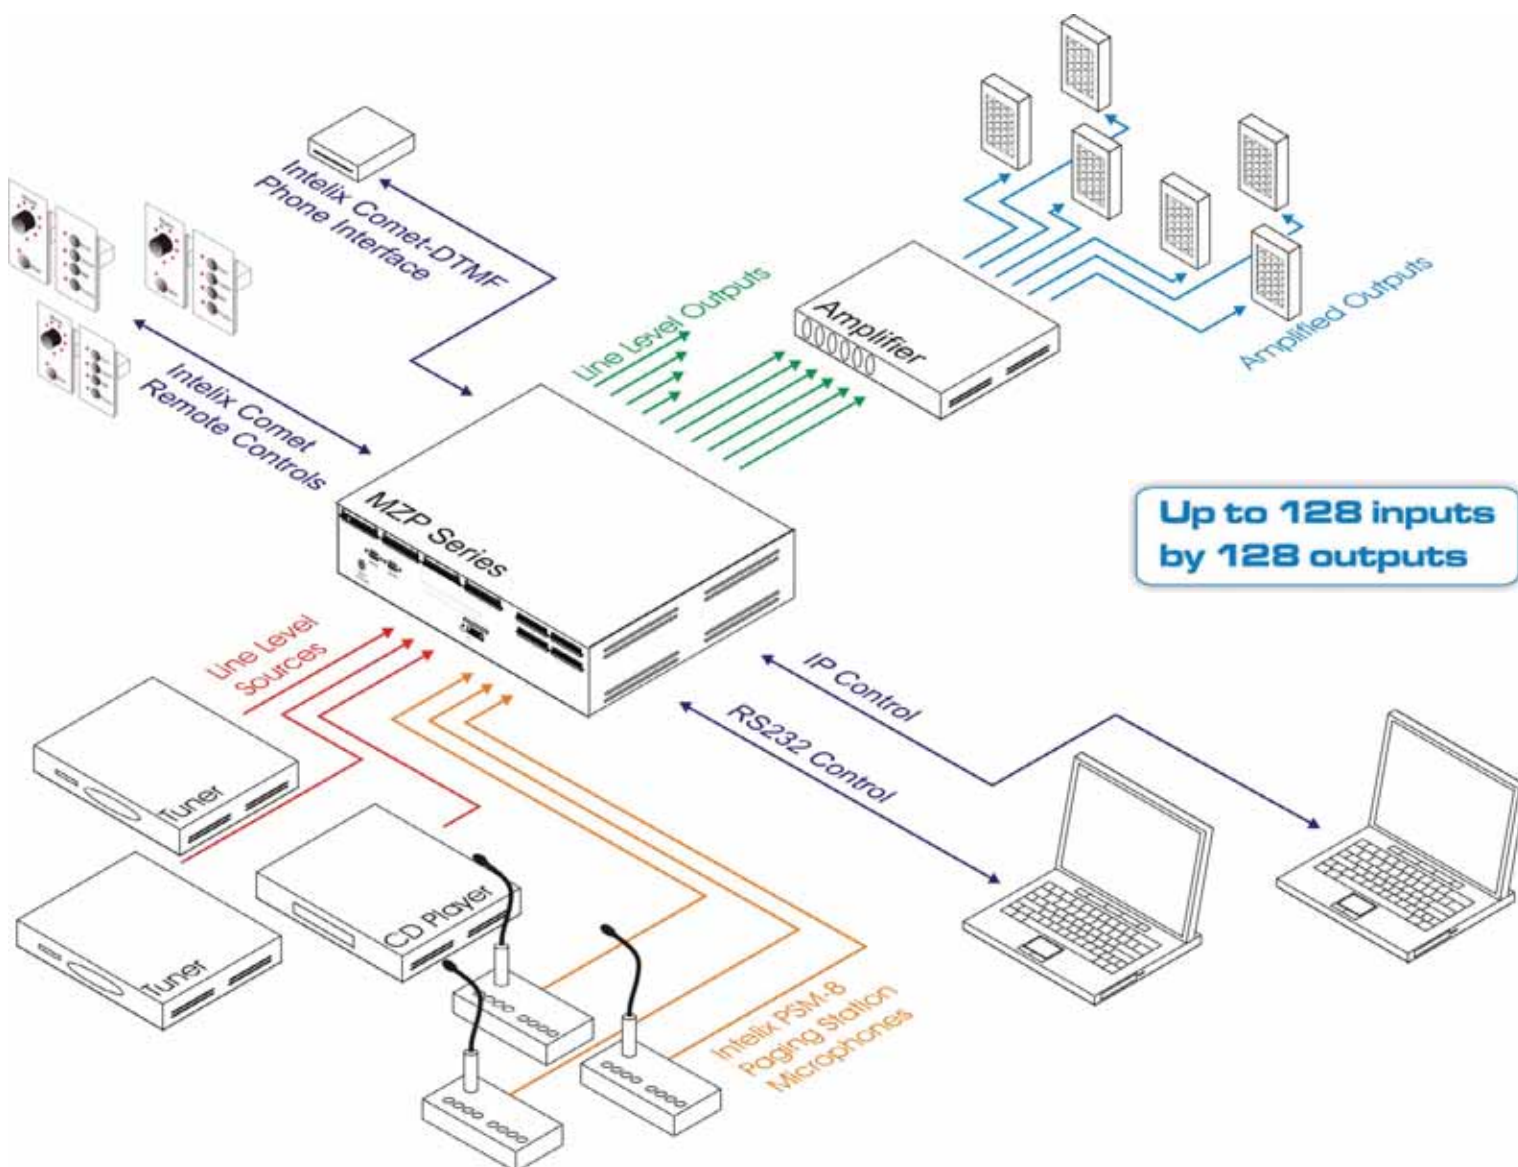 Intelix Comet-DTMF
Phone Interface
Intelix Comet
Remote Controls
Line Level Outputs
Amplifier
Amplified Outputs
MZP Series
Up to 128 inputs
by 128 outputs
Line Level
Sources
IP Control
RS232 Control
Tuner
Tuner
CD Player
Intelix PSM-8
Paging Station
Microphones